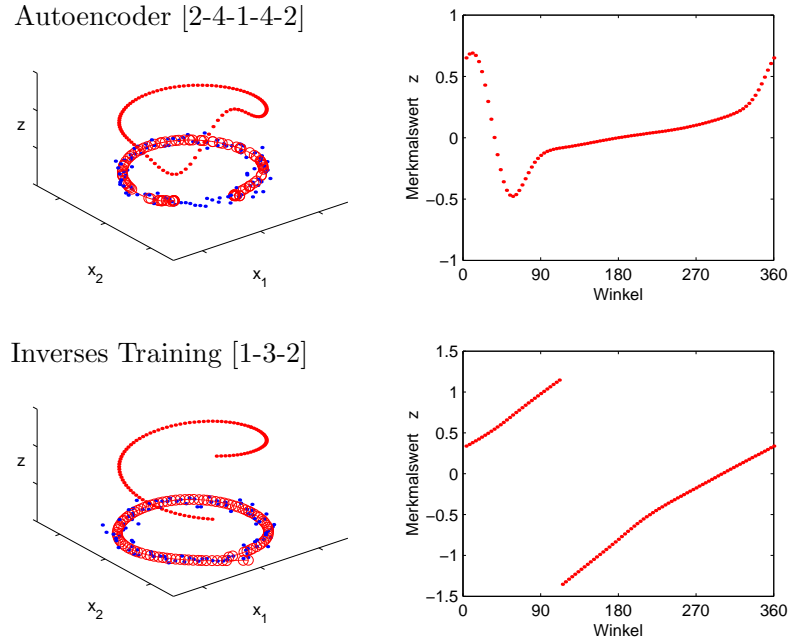 Autoencoder [2-4-1-4-2]
z
x2
x1
1
0.5
0
−0.5
−1
Merkmalswert z
0 90 180 270 360
Winkel
Inverses Training [1-3-2]
z
x2
x1
1.5
1
0.5
0
−0.5
−1
−1.5
Merkmalswert z
0 90 180 270 360
Winkel